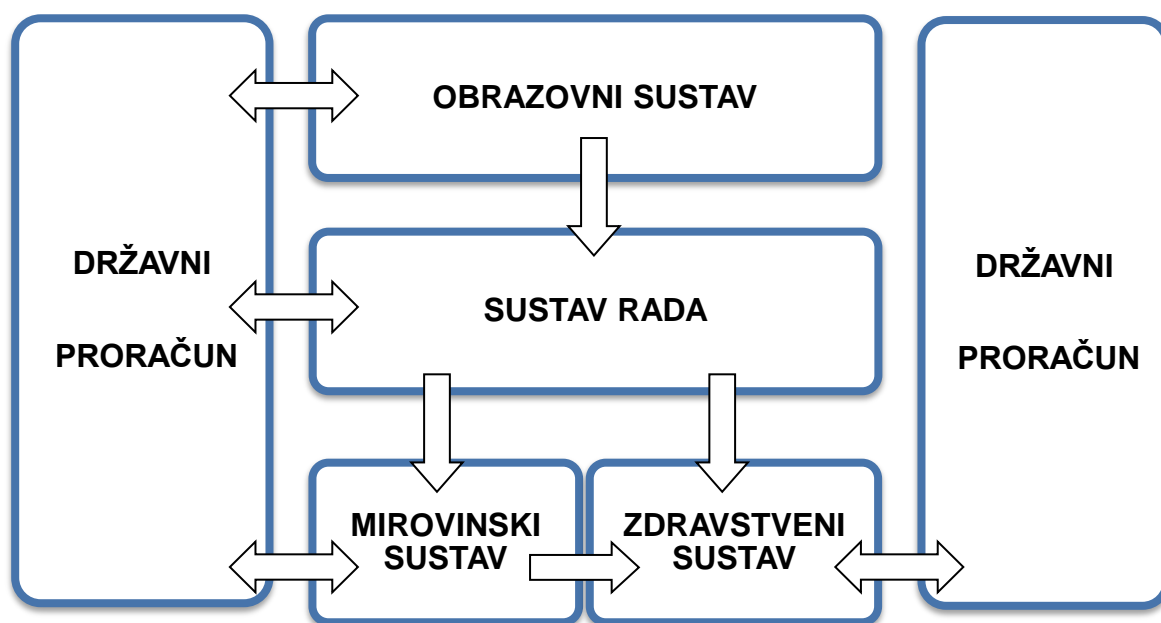 OBRAZOVNI SUSTAV
DRŽAVNI
PRORAČUN
SUSTAV RADA
DRŽAVNI
PRORAČUN
MIROVINSKI
SUSTAV
ZDRAVSTVENI
SUSTAV